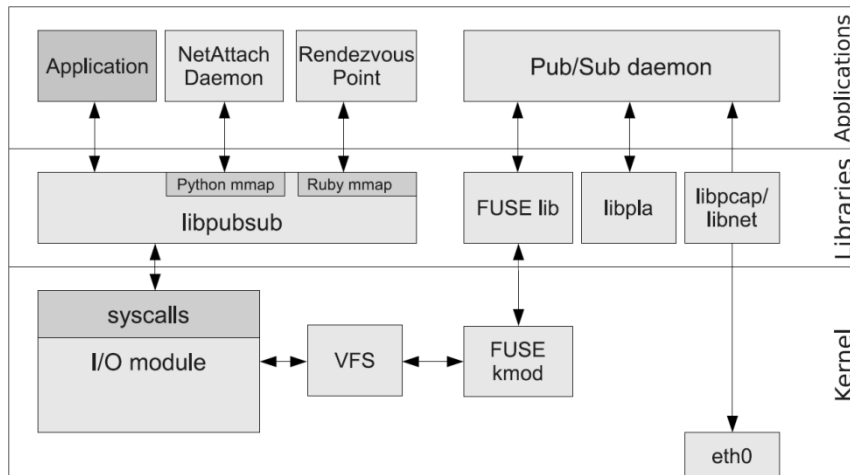 Application
NetAttach
Daemon
Rendezvous
Point
Pub/Sub daemon
Applications
Python mmap
Ruby mmap
libpubsub
FUSE lib
libpla
libpcap/
libnet
Libraries
syscalls
I/O module
VFS
FUSE
kmod
eth0
Kernel